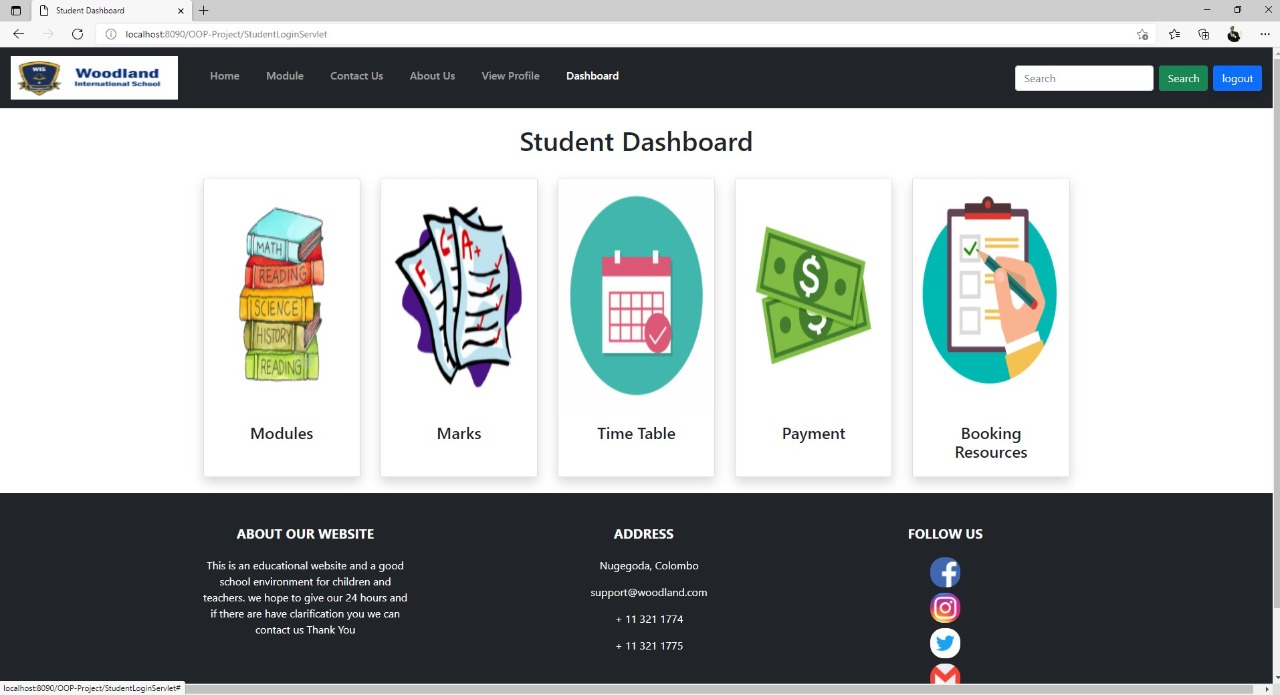 Student Dashboard
localhost:8090/OOP-Project/StudentLoginServlet
WIS
Woodland
International School
Home Module Contact Us About Us View Profile Dashboard
Search Search logout
Student Dashboard
MATH
READING
SCIENCE
HISTORY
READING
F C- A+
$
$
Modules Marks Time Table Payment Booking
Resources
ABOUT OUR WEBSITE
This is an educational website and a good
school environment for children and
teachers. we hope to give our 24 hours and
if there are have clarification you we can
contact us Thank You
ADDRESS
Nugegoda, Colombo
support@woodland.com
+ 11 321 1774
+ 11 321 1775
FOLLOW US
localhost:8090/OOP-Project/StudentLoginServlet#